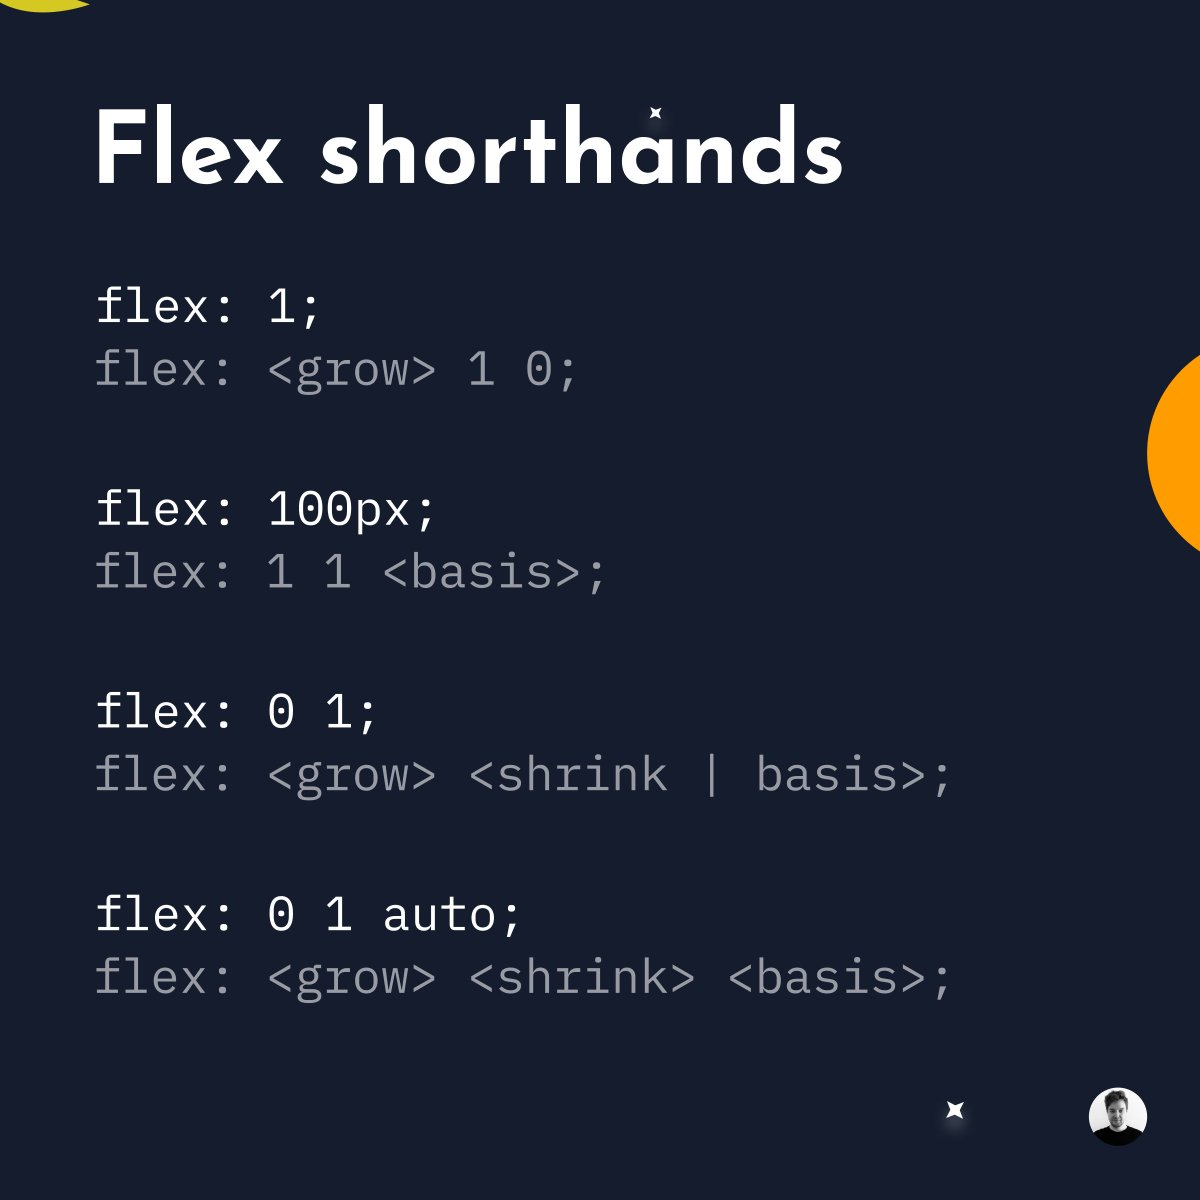 Flex shorthands
flex: 1;
flex: <grow> 1 0;
flex: 100px;
flex: 1 1 <basis>;
flex: 0 1;
flex: <grow> <shrink | basis>;
flex: 0 1 auto;
flex: <grow> <shrink> <basis>;